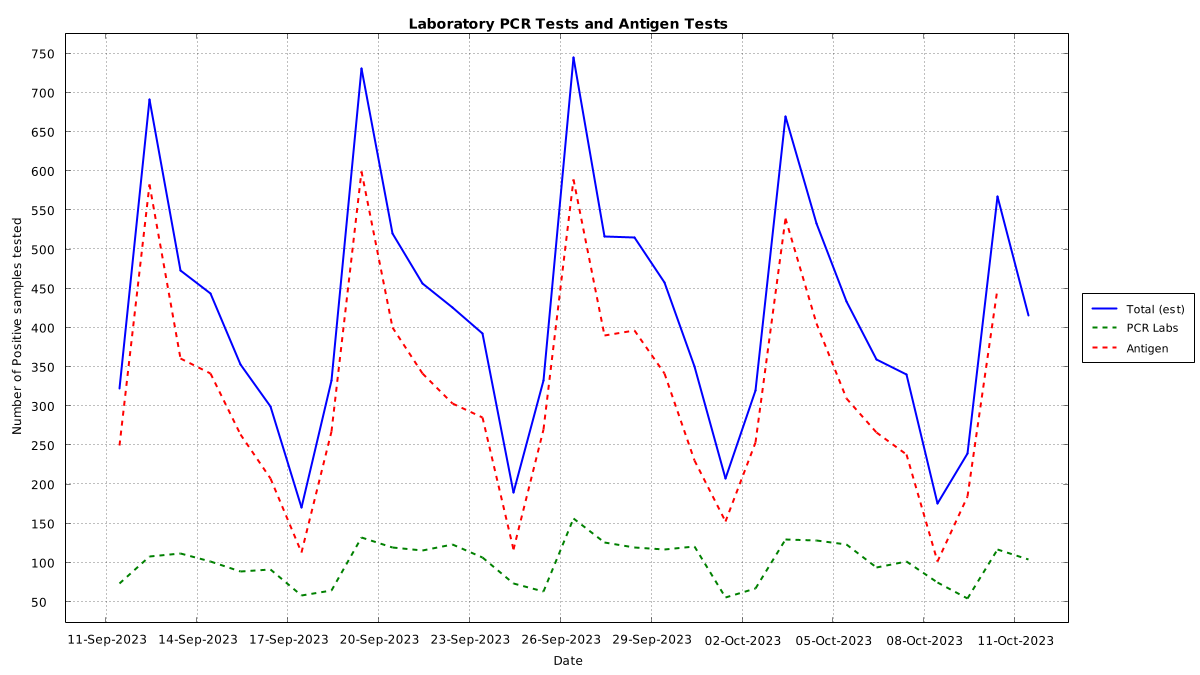 Laboratory PCR Tests and Antigen Tests
Number of Positive samples tested
750
700
650
600
550
500
450
400
350
300
250
200
150
100
50
Total (est)
PCR Labs
Antigen
11-Sep-2023 14-Sep-2023 17-Sep-2023 20-Sep-2023 23-Sep-2023 26-Sep-2023 29-Sep-2023 02-Oct-2023 05-Oct-2023 08-Oct-2023 11-Oct-2023
Date